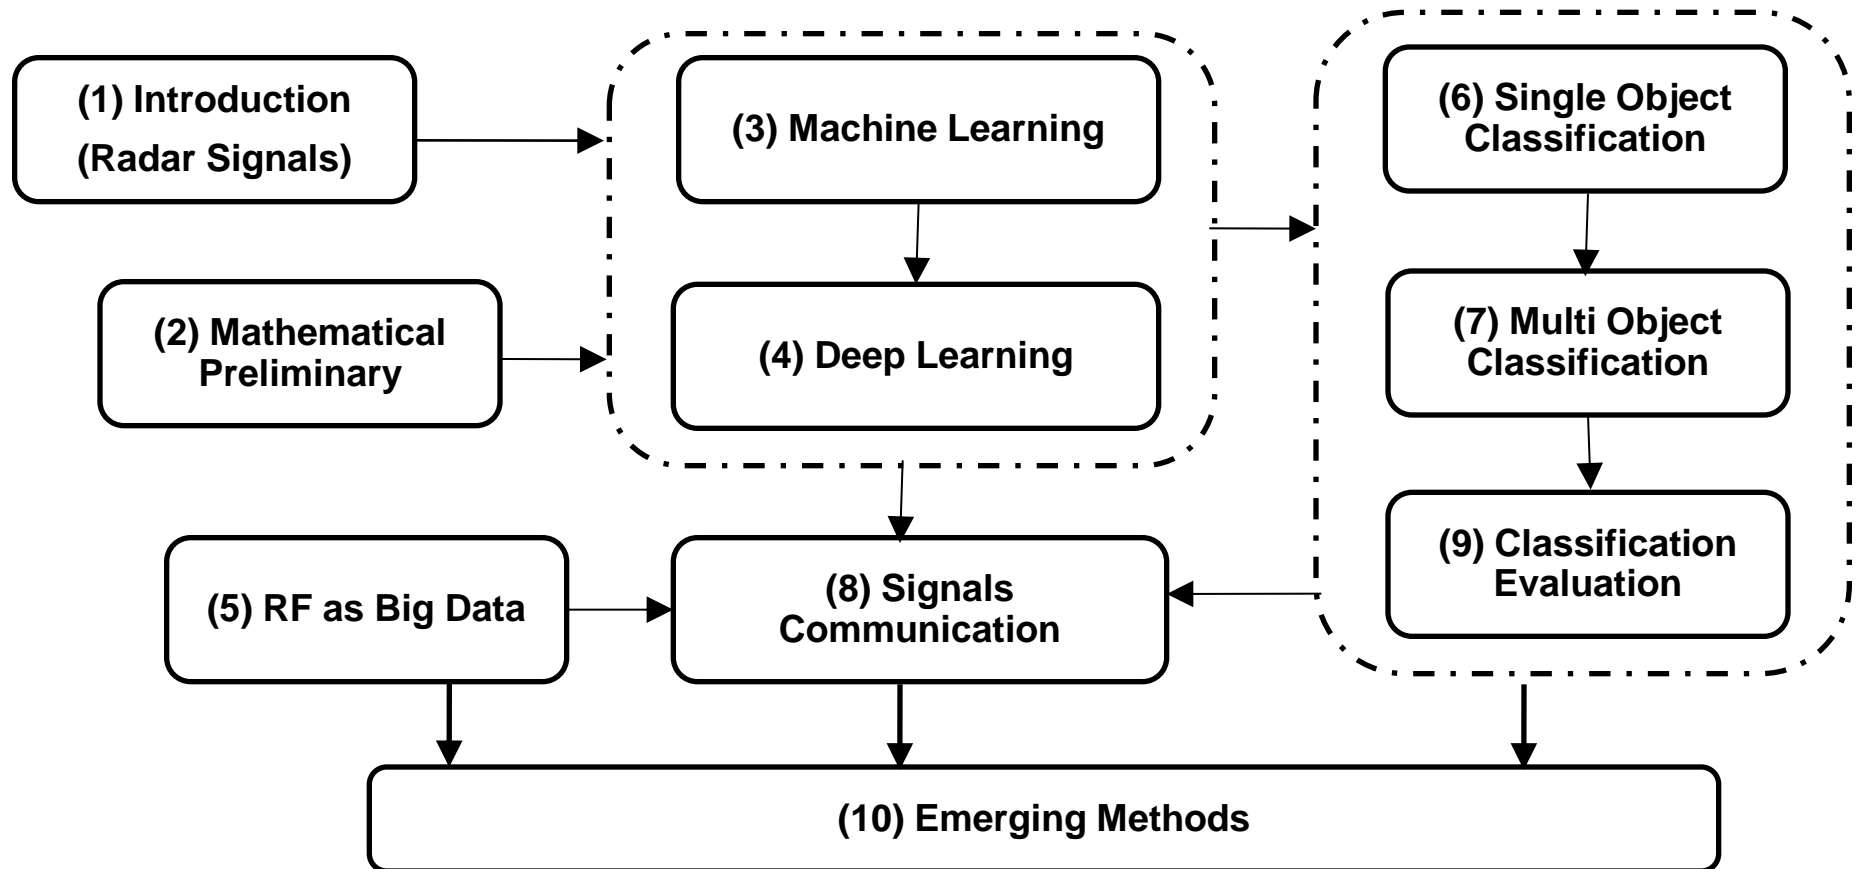 (1) Introduction
(Radar Signals)
(2) Mathematical
Preliminary
(3) Machine Learning
(4) Deep Learning
(5) RF as Big Data
(6) Single Object
Classification
(7) Multi Object
Classification
(8) Signals
Communication
(9) Classification
Evaluation
(10) Emerging Methods